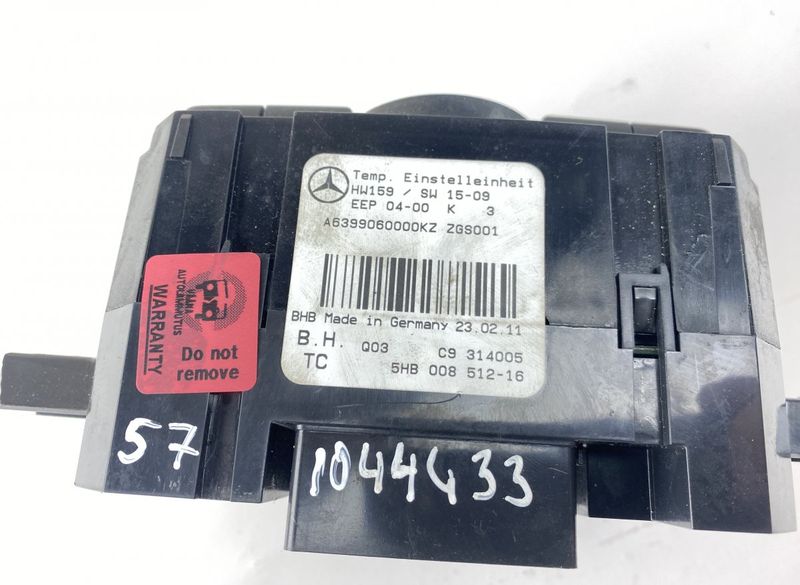 Temp. Einstelleinheit
HW159 / SW 15-09
EEP 04-00 K 3
A6399060000KZ ZGS001
BHB Made in Germany 23.02.11
B.H. Q03 C9 314005
TC 5HB 008 512-16
WARRANTY
Do not
remove
57
1044433